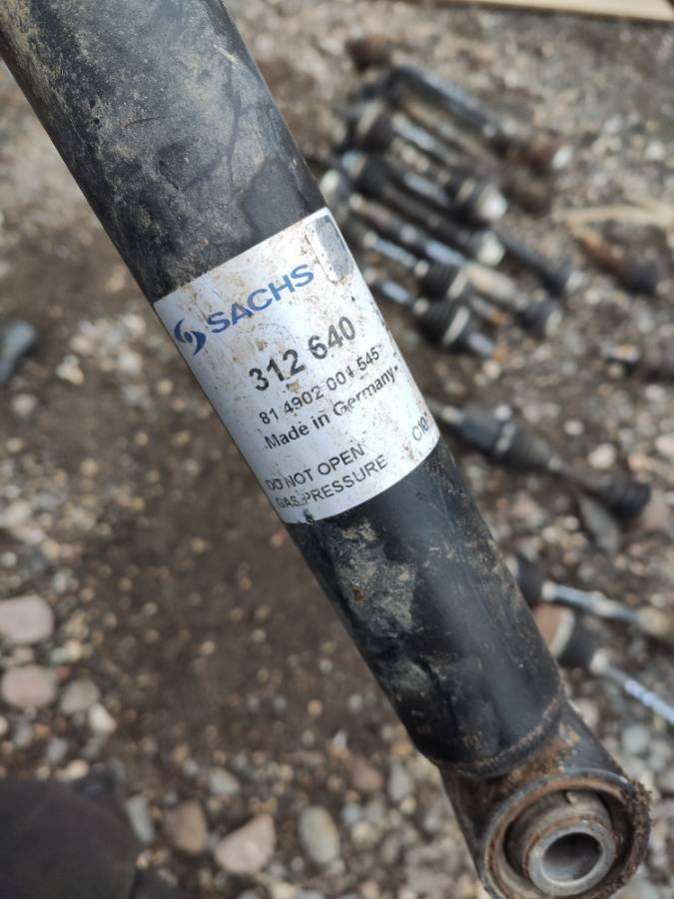 SACHS
312 640
81 4902 001 545
Made in Germany
DO NOT OPEN
GAS PRESSURE